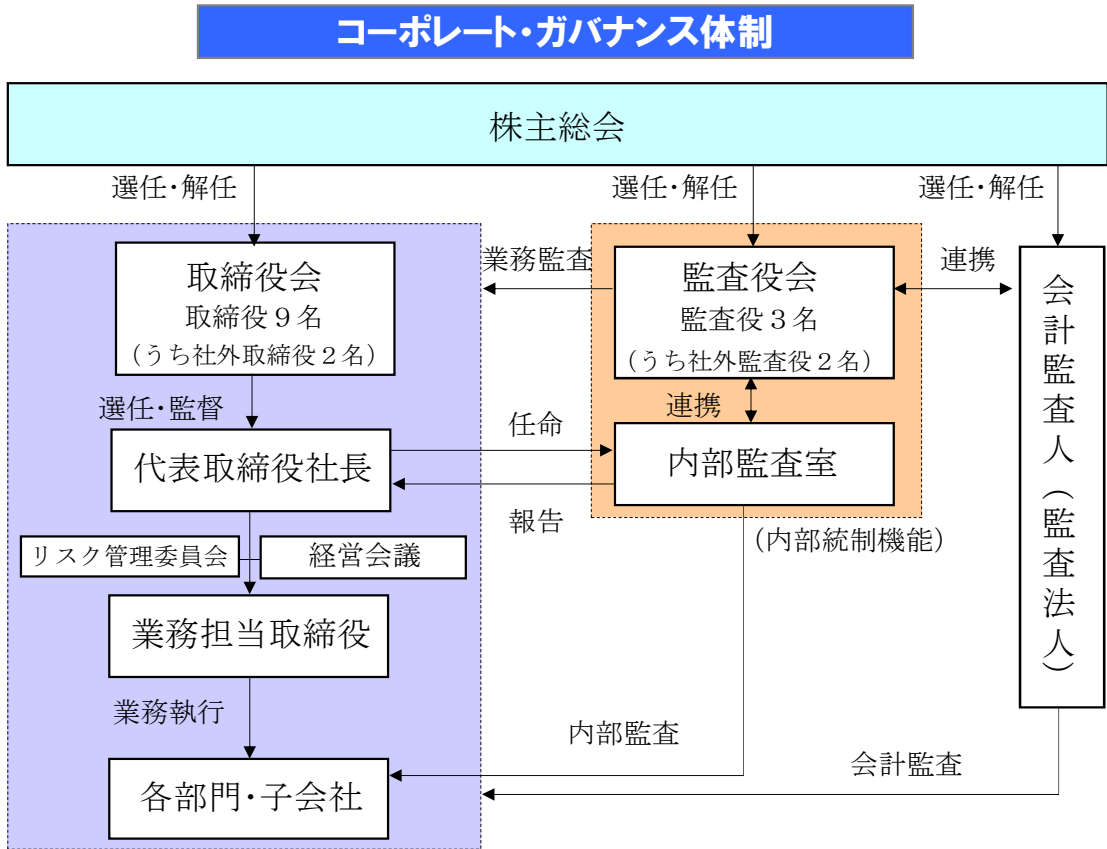 コーポレート・ガバナンス体制
株主総会
選任・解任
選任・解任
選任・解任
取締役会
取締役９名
（うち社外取締役２名）
業務監査
監査役会
監査役３名
（うち社外監査役２名）
連携
会計監査人（監査法人）
選任・監督
連携
代表取締役社長
任命
内部監査室
報告
（内部統制機能）
リスク管理委員会
経営会議
業務担当取締役
業務執行
内部監査
会計監査
各部門・子会社